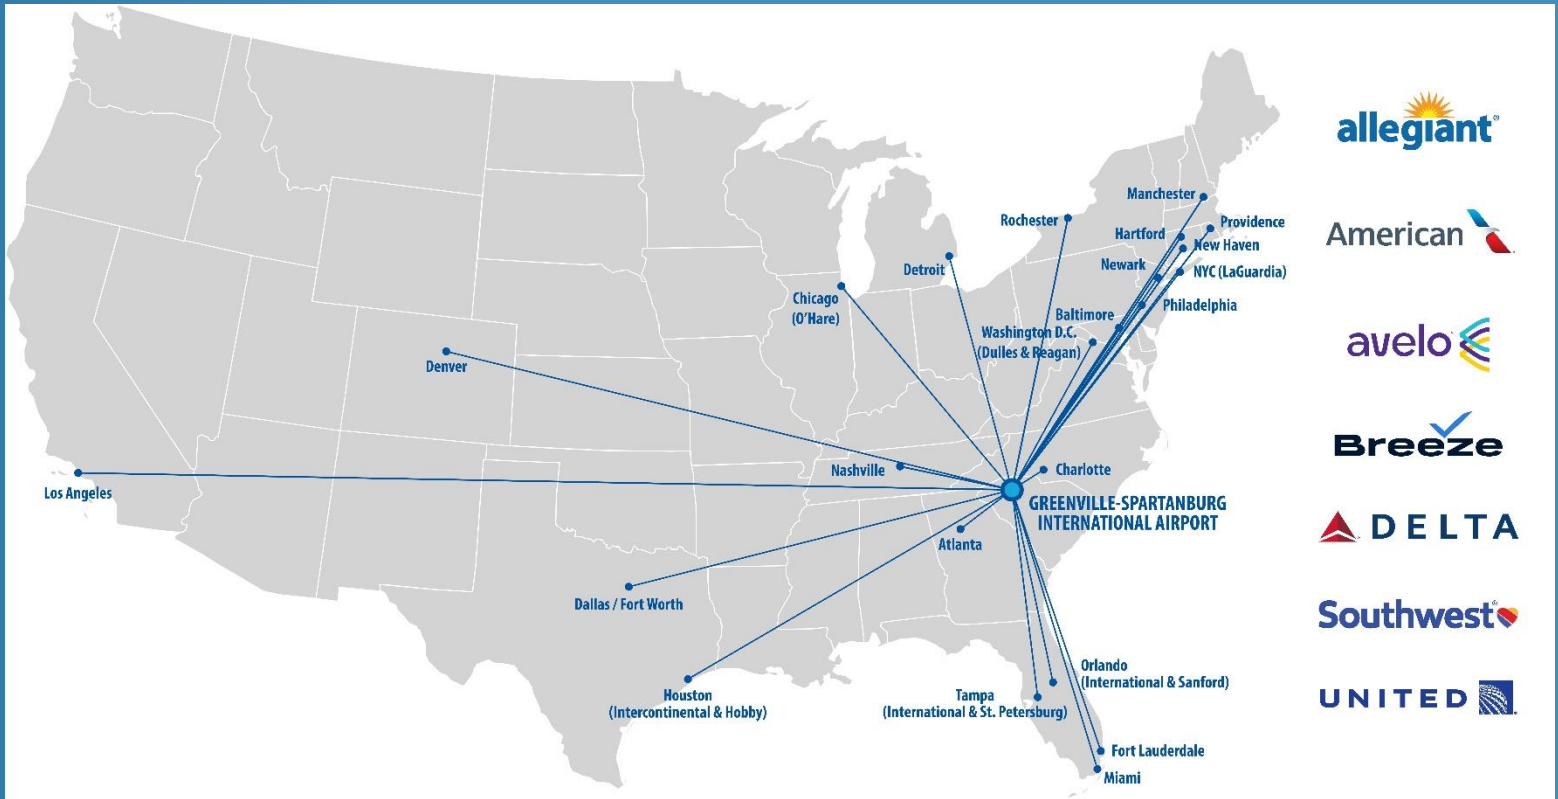 allegiant®
Manchester
Rochester
Providence
Hartford
New Haven
American
Newark
NYC (LaGuardia)
Detroit
Chicago
(O'Hare)
Philadelphia
Baltimore
Washington D.C.
(Dulles & Reagan)
avelo
Denver
Breeze
Nashville
Charlotte
Los Angeles
GREENVILLE-SPARTANBURG
INTERNATIONAL AIRPORT
DELTA
Atlanta
Dallas / Fort Worth
Southwest®
Orlando
(International & Sanford)
Houston
(Intercontinental & Hobby)
Tampa
(International & St. Petersburg)
UNITED
Fort Lauderdale
Miami